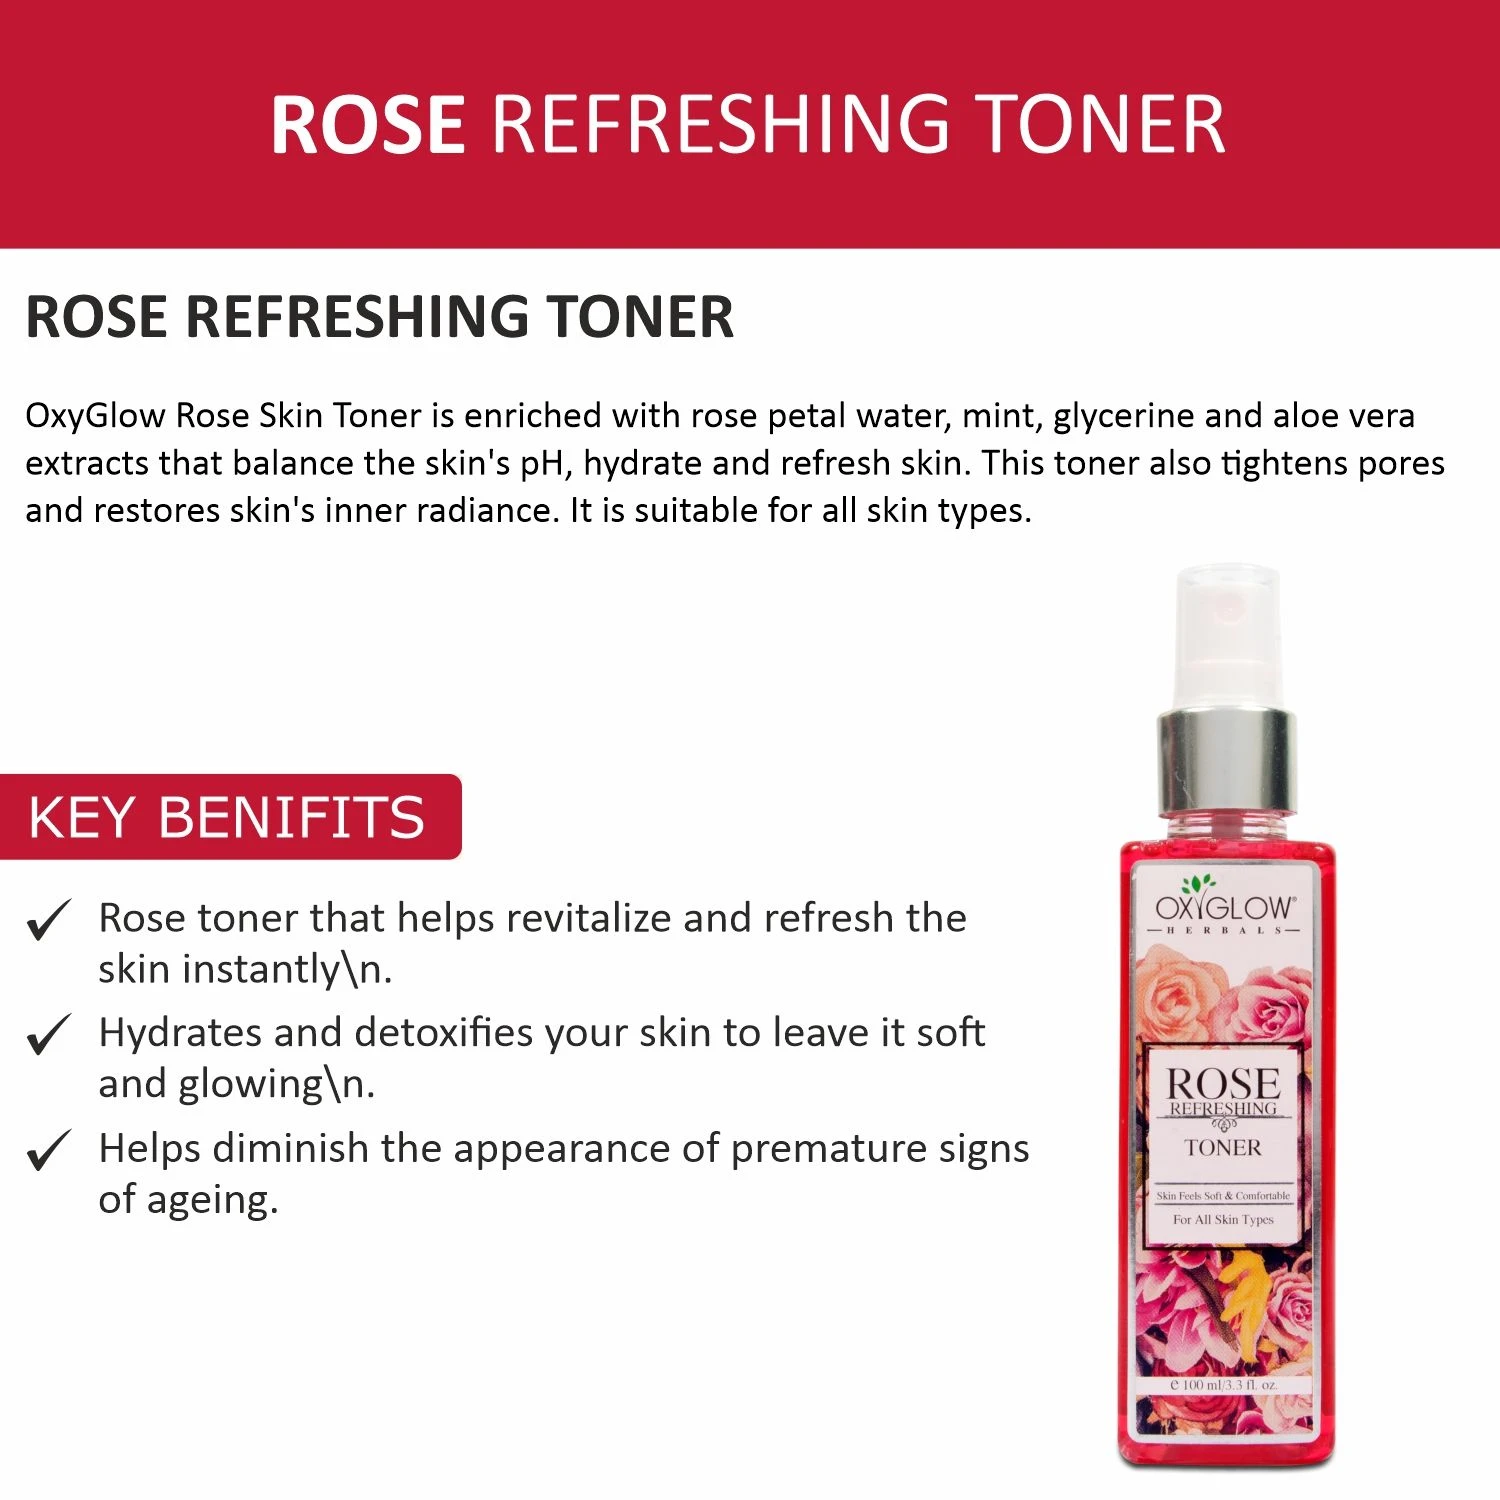 ROSE REFRESHING TONER
ROSE REFRESHING TONER
OxyGlow Rose Skin Toner is enriched with rose petal water, mint, glycerine and aloe vera
extracts that balance the skin's pH, hydrate and refresh skin. This toner also tightens pores
and restores skin's inner radiance. It is suitable for all skin types.
KEY BENIFITS
Rose toner that helps revitalize and refresh the
skin instantly\n.
Hydrates and detoxifies your skin to leave it soft
and glowing\n.
Helps diminish the appearance of premature signs
of ageing.
OXYGLOW®
HERBALS
ROSE
REFRESHING
TONER
Skin Feels Soft & Comfortable
For All Skin Types
℮ 100 ml/3.3 fl. oz.